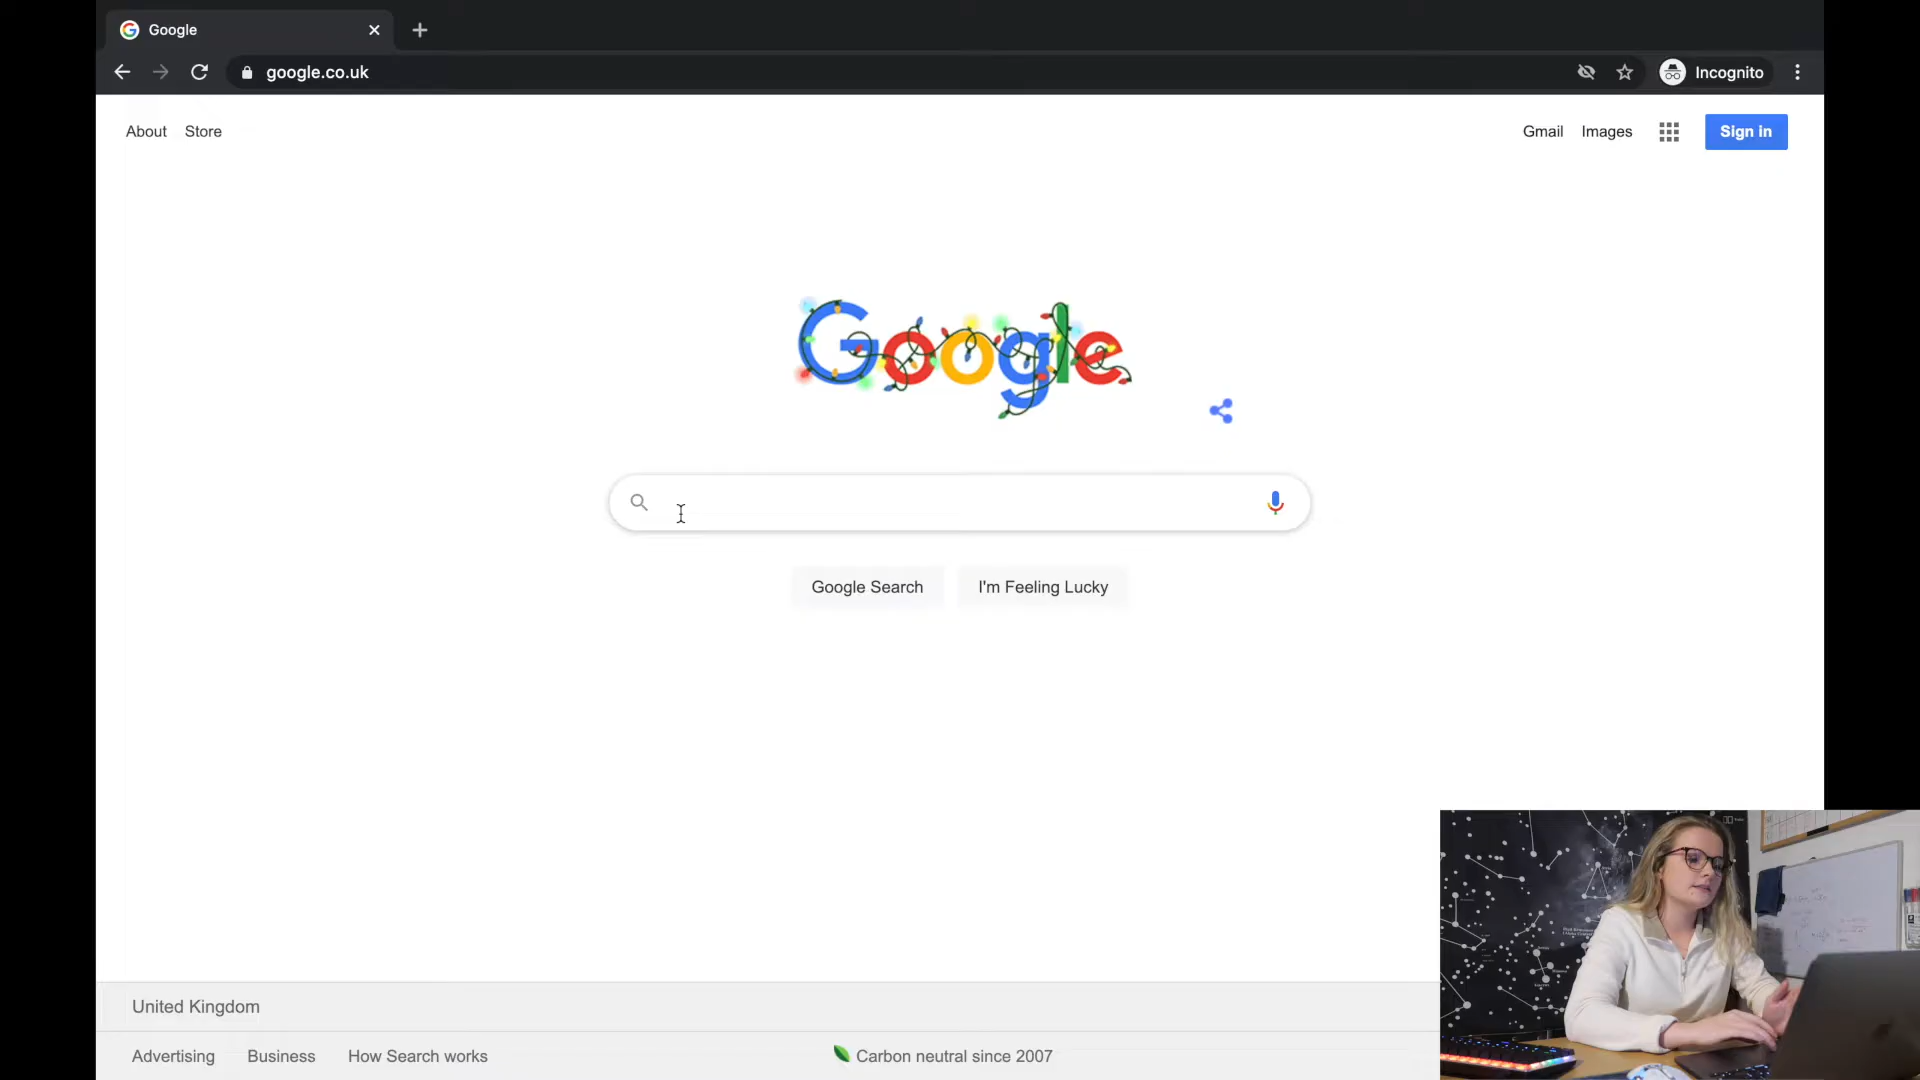 Google
google.co.uk
Incognito
About Store
Gmail Images Sign in
Google
Google Search I'm Feeling Lucky
United Kingdom
Advertising Business How Search works Carbon neutral since 2007